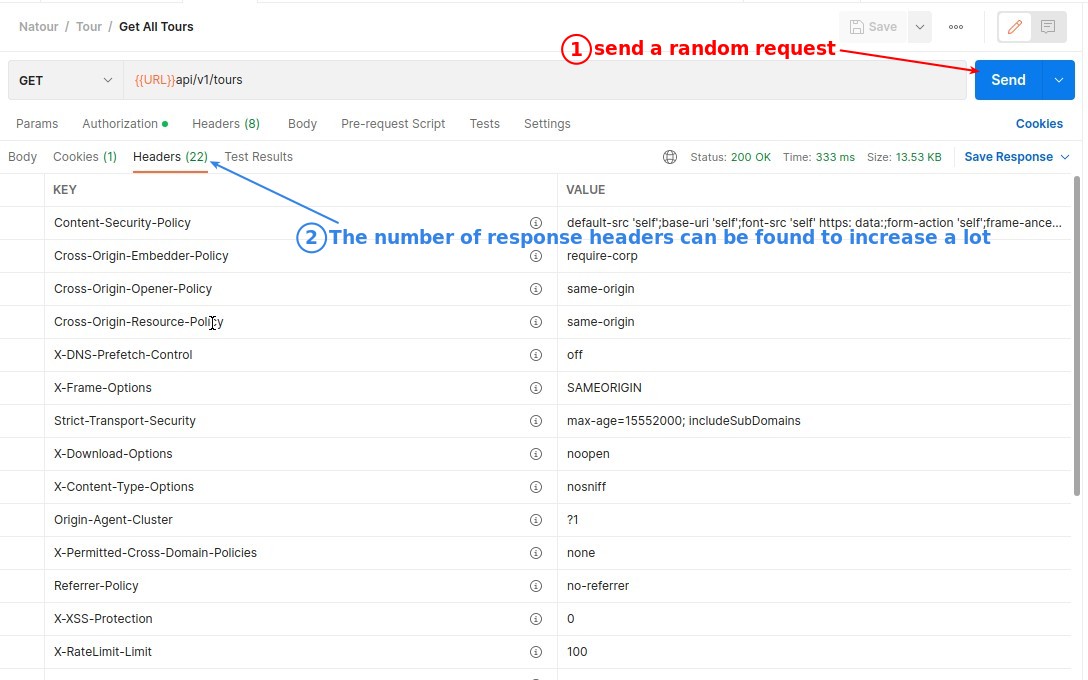 Natour / Tour / Get All Tours
Save
1 send a random request
GET {{URL}}api/v1/tours Send
Params Authorization Headers (8) Body Pre-request Script Tests Settings Cookies
Body Cookies (1) Headers (22) Test Results Status: 200 OK Time: 333 ms Size: 13.53 KB Save Response
KEY VALUE
Content-Security-Policy default-src 'self';base-uri 'self';font-src 'self' https: data:;form-action 'self';frame-ance...
2 The number of response headers can be found to increase a lot
Cross-Origin-Embedder-Policy require-corp
Cross-Origin-Opener-Policy same-origin
Cross-Origin-Resource-Policy same-origin
X-DNS-Prefetch-Control off
X-Frame-Options SAMEORIGIN
Strict-Transport-Security max-age=15552000; includeSubDomains
X-Download-Options noopen
X-Content-Type-Options nosniff
Origin-Agent-Cluster ?1
X-Permitted-Cross-Domain-Policies none
Referrer-Policy no-referrer
X-XSS-Protection 0
X-RateLimit-Limit 100